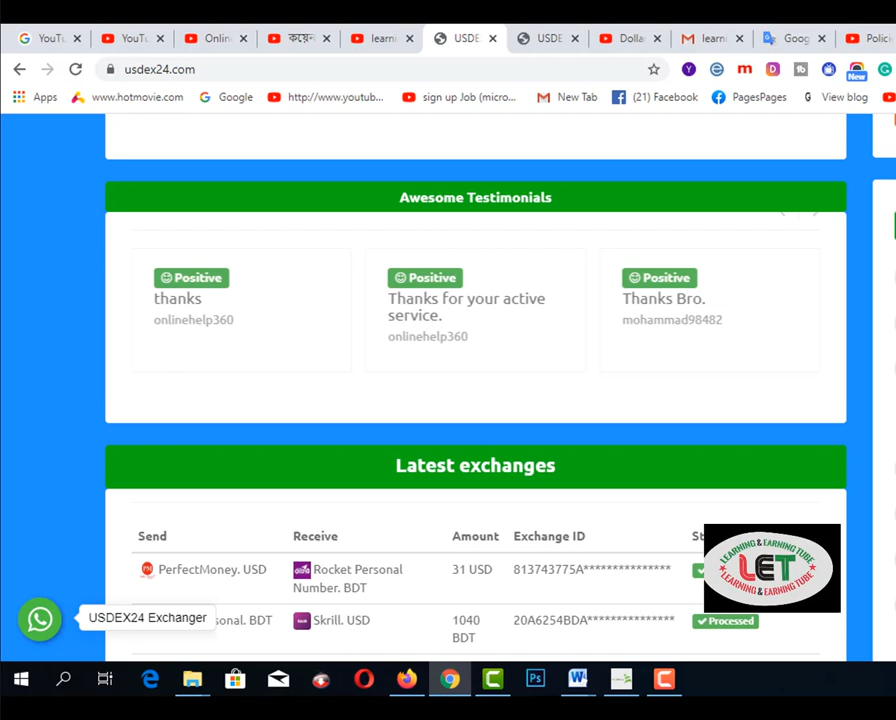 YouTu
YouTu
Onlin
কয়েন
learni
USDE
USDE
Dolla
learn
Goog
Polici
usdex24.com
New
Apps
www.hotmovie.com
Google
http://www.youtub...
sign up Job (micro...
New Tab
(21) Facebook
PagesPages
View blog
Awesome Testimonials
Positive
thanks
onlinehelp360
Positive
Thanks for your active
service.
onlinehelp360
Positive
Thanks Bro.
mohammad98482
Latest exchanges
Send Receive Amount Exchange ID St
PerfectMoney. USD
Rocket Personal
Number. BDT
31 USD
813743775A***************
sonal. BDT
Skrill. USD
1040
BDT
20A6254BDA***************
Processed
USDEX24 Exchanger
LEARNING & EARNING TUBE
LET
LEARNING & EARNING TUBE